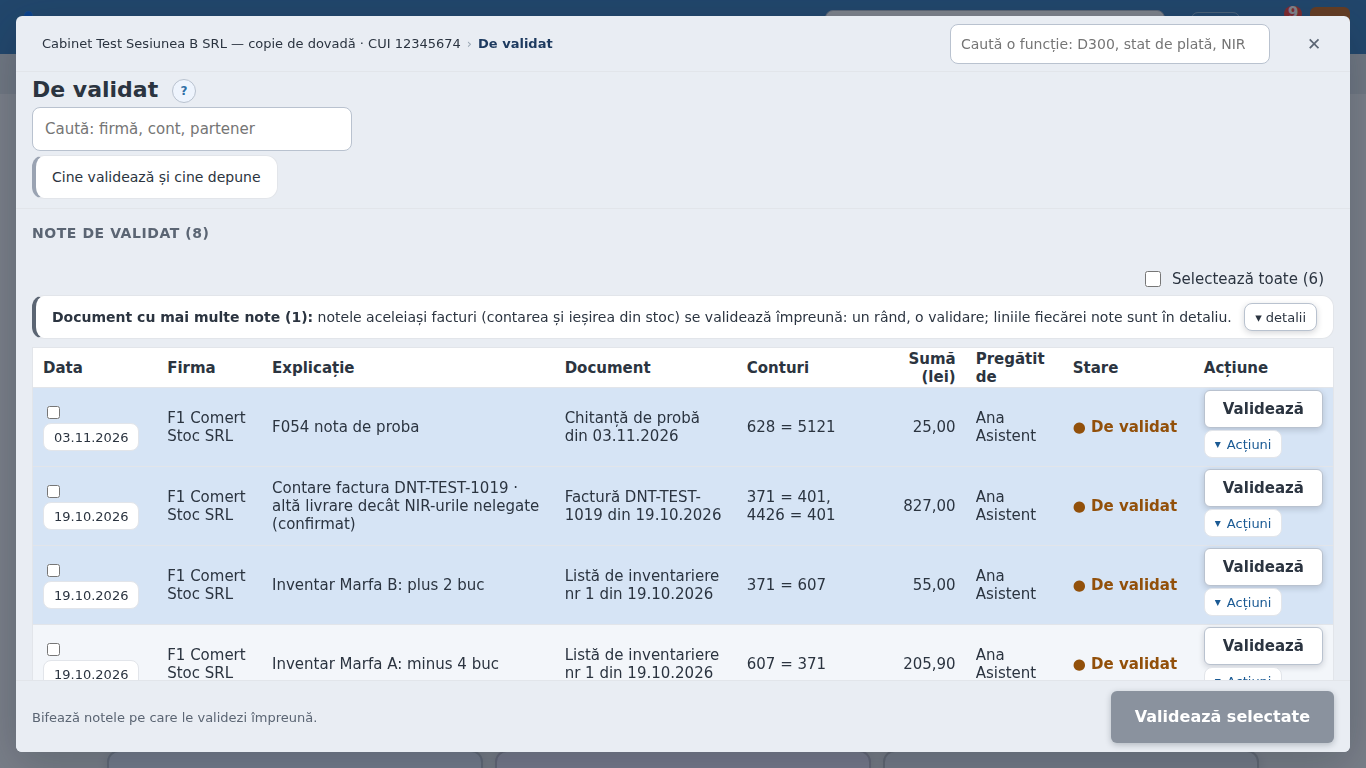 9
Cabinet Test Sesiunea B SRL — copie de dovadă · CUI 12345674 › De validat
Caută o funcție: D300, stat de plată, NIR
✕
De validat ?
Caută: firmă, cont, partener
Cine validează și cine depune
NOTE DE VALIDAT (8)
Selectează toate (6)
Document cu mai multe note (1): notele aceleiași facturi (contarea și ieșirea din stoc) se validează împreună: un rând, o validare; liniile fiecărei note sunt în detaliu. ▾ detalii
Data Firma Explicație Document Conturi Sumă (lei) Pregătit de Stare Acțiune
03.11.2026 F1 Comert Stoc SRL F054 nota de proba Chitanță de probă din 03.11.2026 628 = 5121 25,00 Ana Asistent ● De validat Validează ▾ Acțiuni
19.10.2026 F1 Comert Stoc SRL Contare factura DNT-TEST-1019 · altă livrare decât NIR-urile nelegate (confirmat) Factură DNT-TEST-1019 din 19.10.2026 371 = 401, 4426 = 401 827,00 Ana Asistent ● De validat Validează ▾ Acțiuni
19.10.2026 F1 Comert Stoc SRL Inventar Marfa B: plus 2 buc Listă de inventariere nr 1 din 19.10.2026 371 = 607 55,00 Ana Asistent ● De validat Validează ▾ Acțiuni
19.10.2026 F1 Comert Stoc SRL Inventar Marfa A: minus 4 buc Listă de inventariere nr 1 din 19.10.2026 607 = 371 205,90 Ana Asistent ● De validat Validează ▾ Acțiuni
Bifează notele pe care le validezi împreună.
Validează selectate